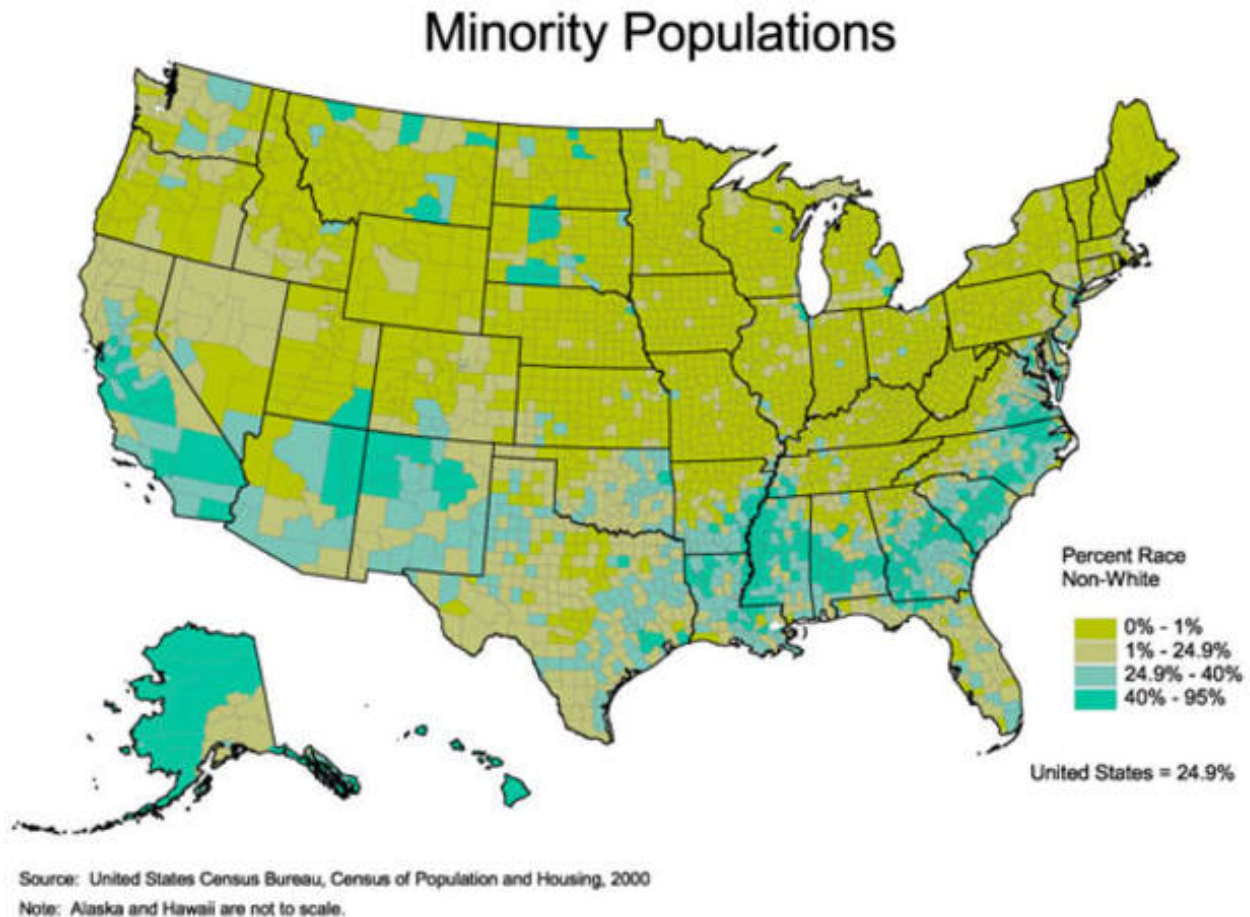 Minority Populations
Percent Race
Non-White
0% - 1%
1% - 24.9%
24.9% - 40%
40% - 95%
United States = 24.9%
Source: United States Census Bureau, Census of Population and Housing, 2000
Note: Alaska and Hawaii are not to scale.